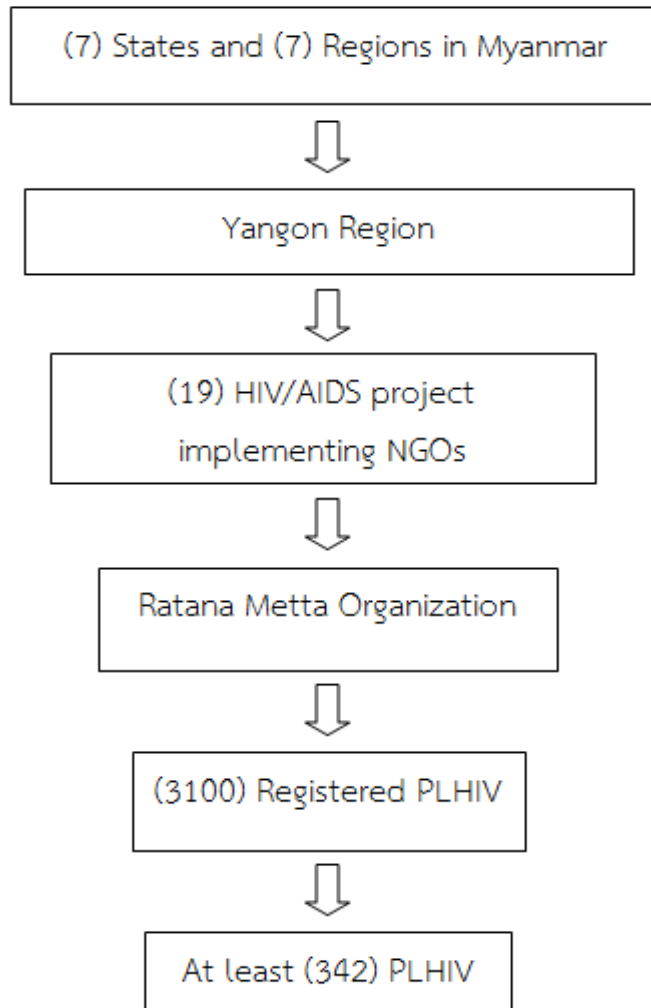 (7) States and (7) Regions in Myanmar
Yangon Region
(19) HIV/AIDS project
implementing NGOs
Ratana Metta Organization
(3100) Registered PLHIV
At least (342) PLHIV